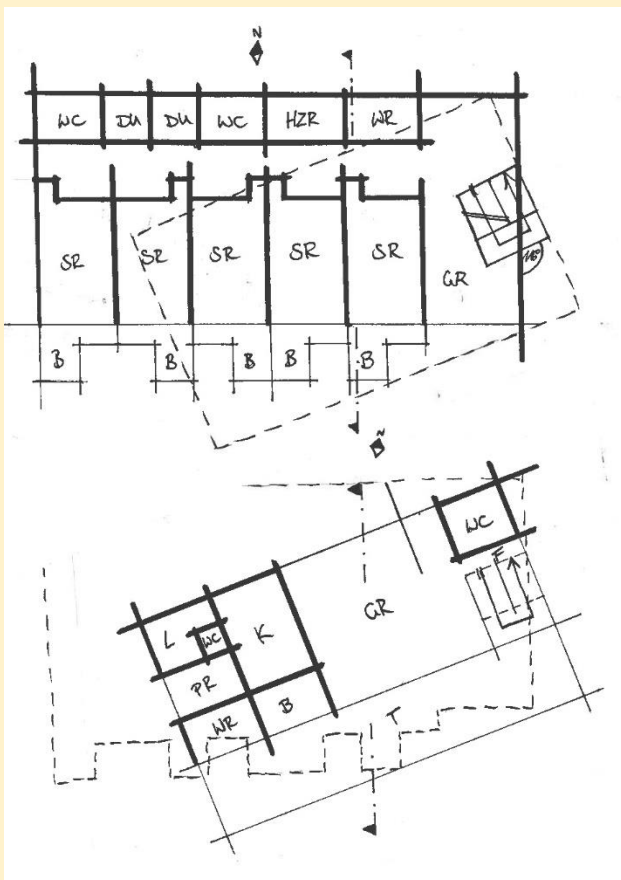 N
WC DU DU WC HZR WR
SR SR SR SR SR GR
B B B B B
N
WC
L WC K GR
PR
WR B T